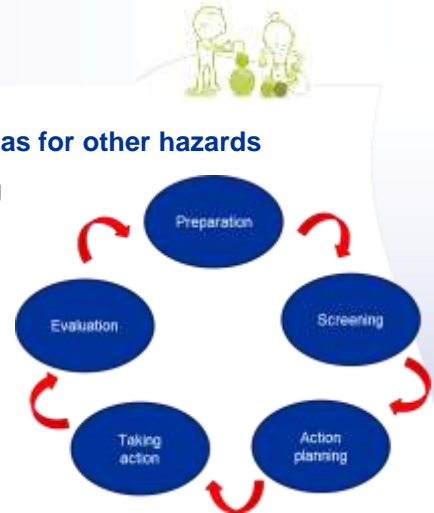 as for other hazards
g
Preparation
Screening
Action
planning
Taking
action
Evaluation